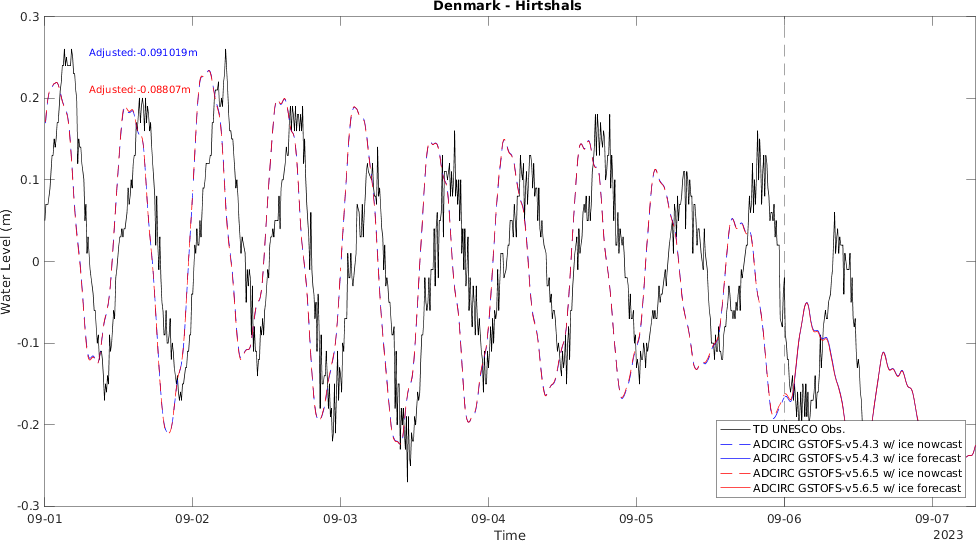 Denmark - Hirtshals
0.3
0.2
0.1
0
-0.1
-0.2
-0.3
Water Level (m)
Adjusted:-0.091019m
Adjusted:-0.08807m
TD UNESCO Obs.
ADCIRC GSTOFS-v5.4.3 w/ ice nowcast
ADCIRC GSTOFS-v5.4.3 w/ ice forecast
ADCIRC GSTOFS-v5.6.5 w/ ice nowcast
ADCIRC GSTOFS-v5.6.5 w/ ice forecast
09-01 09-02 09-03 09-04 09-05 09-06 09-07
Time
2023